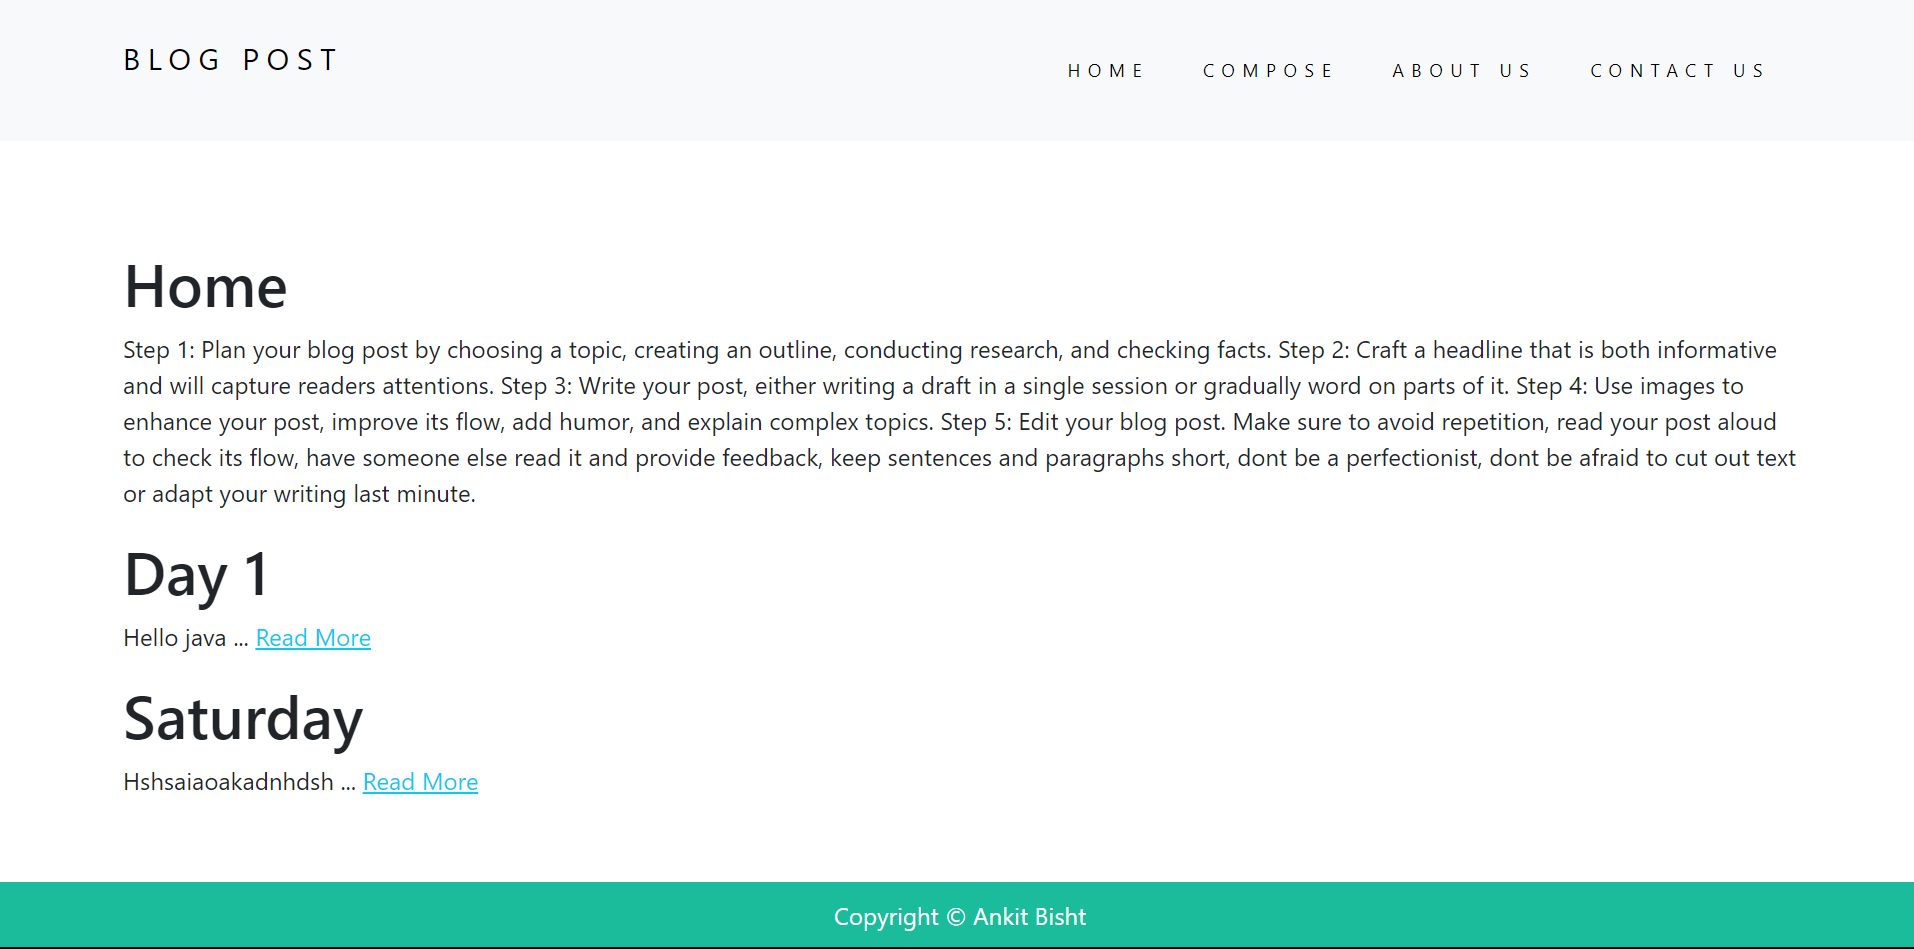 BLOG POST
HOME COMPOSE ABOUT US CONTACT US
Home
Step 1: Plan your blog post by choosing a topic, creating an outline, conducting research, and checking facts. Step 2: Craft a headline that is both informative
and will capture readers attentions. Step 3: Write your post, either writing a draft in a single session or gradually word on parts of it. Step 4: Use images to
enhance your post, improve its flow, add humor, and explain complex topics. Step 5: Edit your blog post. Make sure to avoid repetition, read your post aloud
to check its flow, have someone else read it and provide feedback, keep sentences and paragraphs short, dont be a perfectionist, dont be afraid to cut out text
or adapt your writing last minute.
Day 1
Hello java ... Read More
Saturday
Hshsaiaoakadnhdsh ... Read More
Copyright © Ankit Bisht